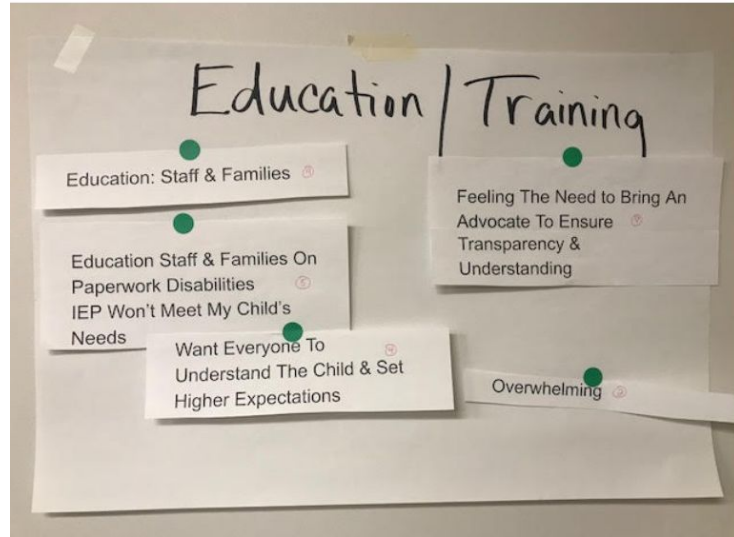 Education / Training
Education: Staff & Families
Education Staff & Families On
Paperwork Disabilities
IEP Won't Meet My Child's
Needs
Want Everyone To
Understand The Child & Set
Higher Expectations
Feeling The Need to Bring An
Advocate To Ensure
Transparency &
Understanding
Overwhelming